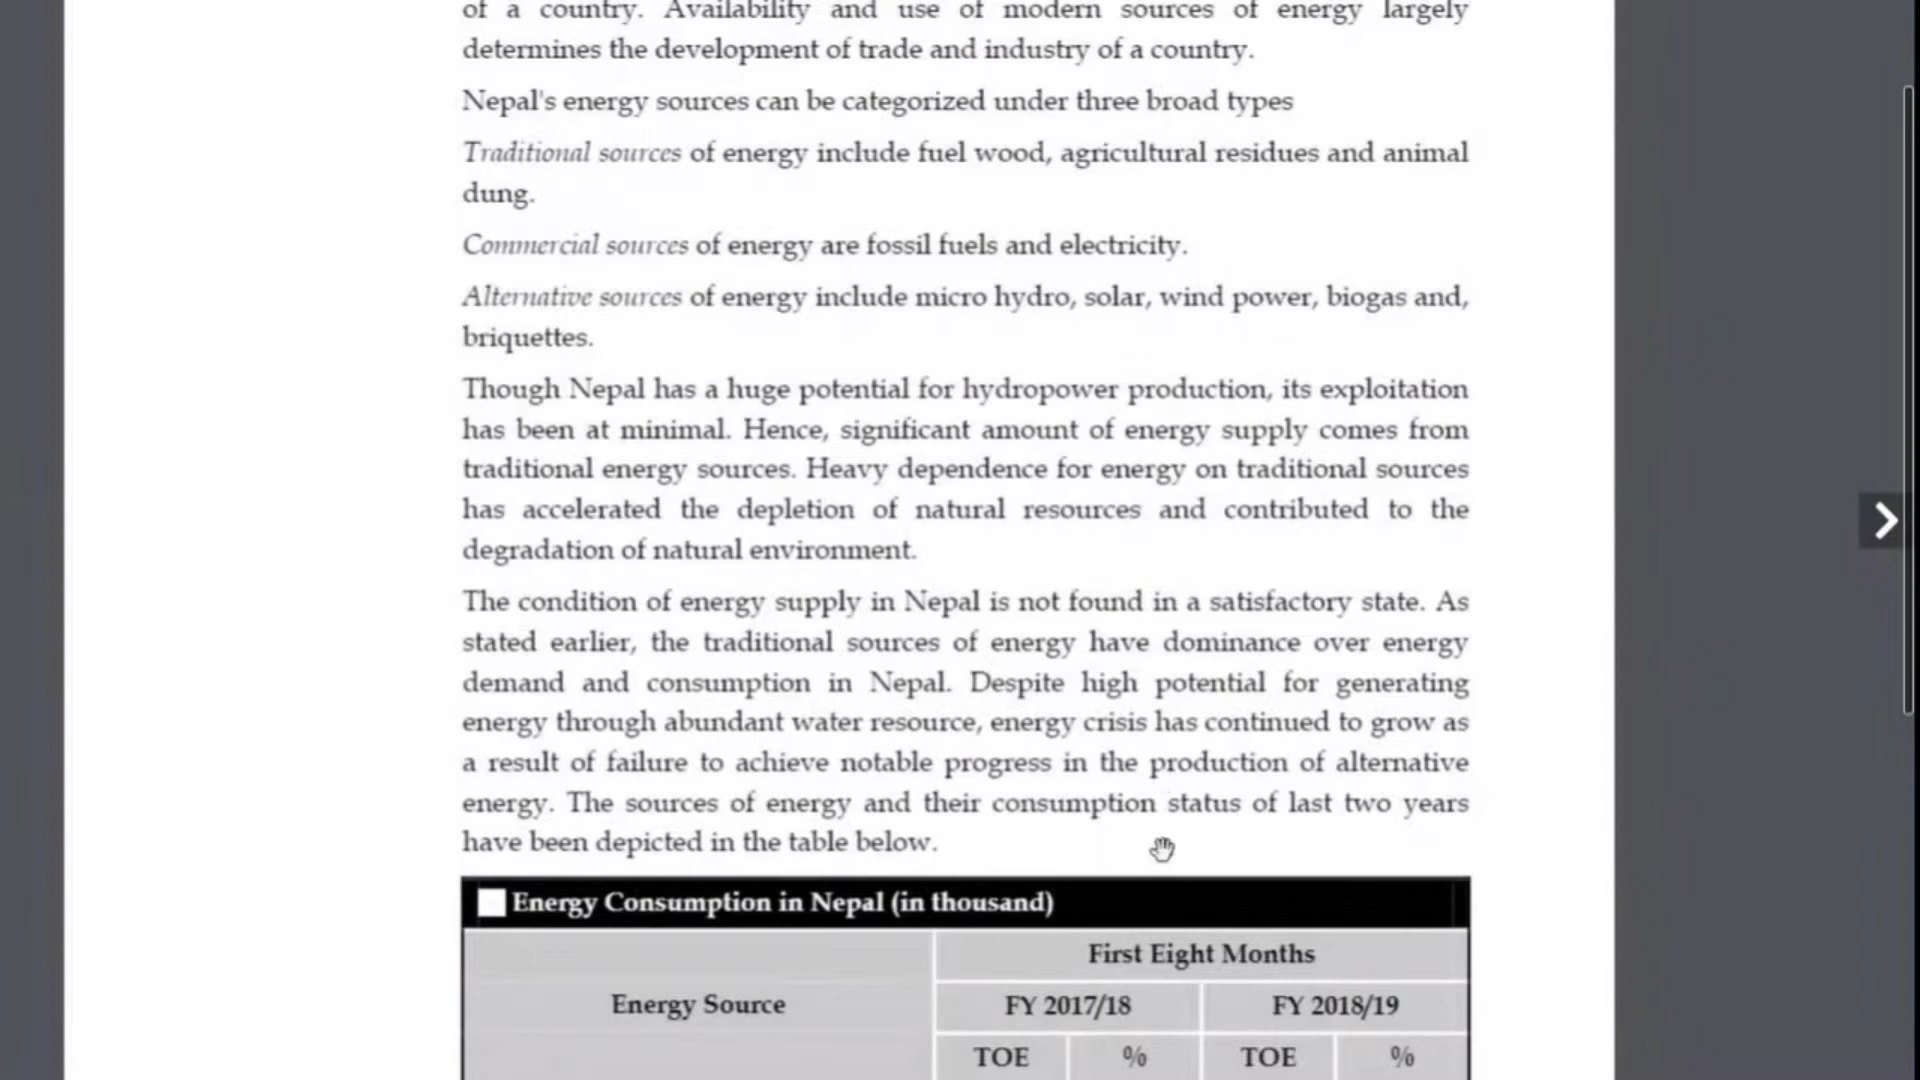 of a country. Availability and use of modern sources of energy largely
determines the development of trade and industry of a country.
Nepal's energy sources can be categorized under three broad types
Traditional sources of energy include fuel wood, agricultural residues and animal
dung.
Commercial sources of energy are fossil fuels and electricity.
Alternative sources of energy include micro hydro, solar, wind power, biogas and,
briquettes.
Though Nepal has a huge potential for hydropower production, its exploitation
has been at minimal. Hence, significant amount of energy supply comes from
traditional energy sources. Heavy dependence for energy on traditional sources
has accelerated the depletion of natural resources and contributed to the
degradation of natural environment.
The condition of energy supply in Nepal is not found in a satisfactory state. As
stated earlier, the traditional sources of energy have dominance over energy
demand and consumption in Nepal. Despite high potential for generating
energy through abundant water resource, energy crisis has continued to grow as
a result of failure to achieve notable progress in the production of alternative
energy. The sources of energy and their consumption status of last two years
have been depicted in the table below.
Energy Consumption in Nepal (in thousand)
First Eight Months
Energy Source
FY 2017/18 FY 2018/19
TOE % TOE %